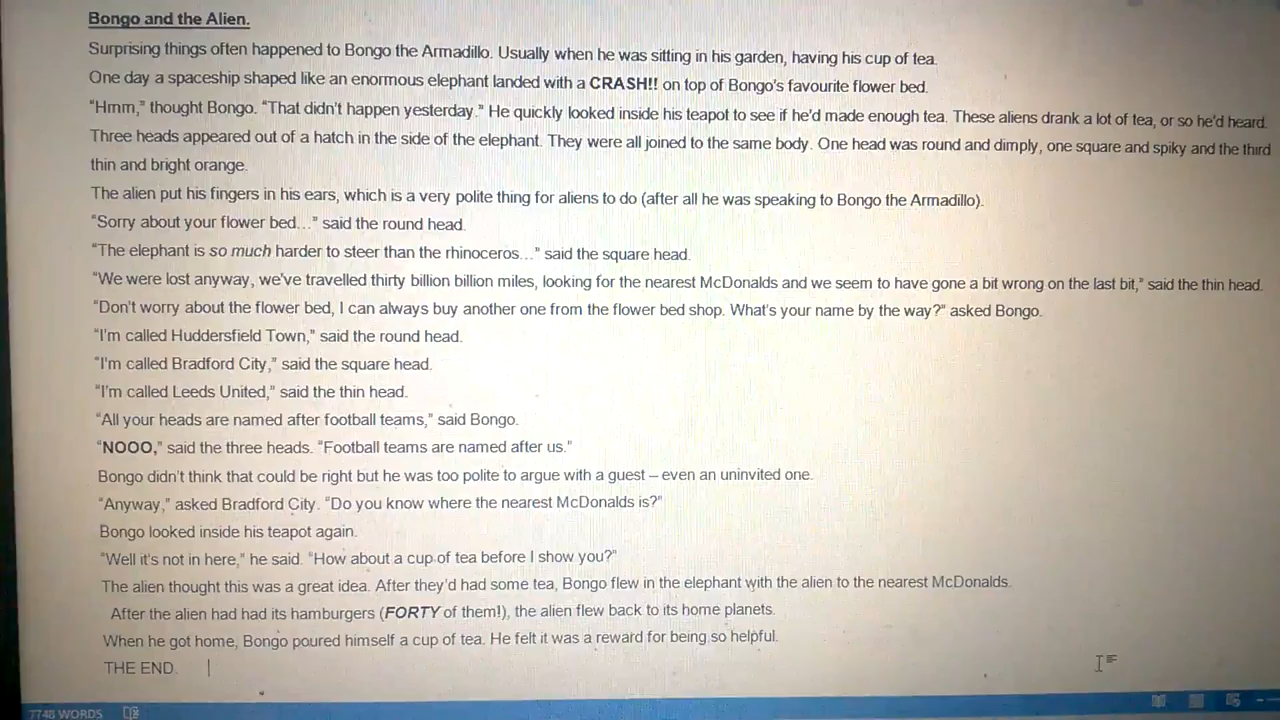 Bongo and the Alien.
Surprising things often happened to Bongo the Armadillo. Usually when he was sitting in his garden, having his cup of tea.
One day a spaceship shaped like an enormous elephant landed with a CRASH!! on top of Bongo's favourite flower bed.
“Hmm,” thought Bongo. “That didn't happen yesterday.” He quickly looked inside his teapot to see if he'd made enough tea. These aliens drank a lot of tea, or so he'd heard.
Three heads appeared out of a hatch in the side of the elephant. They were all joined to the same body. One head was round and dimply, one square and spiky and the third
thin and bright orange.
The alien put his fingers in his ears, which is a very polite thing for aliens to do (after all he was speaking to Bongo the Armadillo).
“Sorry about your flower bed…” said the round head.
“The elephant is so much harder to steer than the rhinoceros…” said the square head.
“We were lost anyway, we've travelled thirty billion billion miles, looking for the nearest McDonalds and we seem to have gone a bit wrong on the last bit,” said the thin head.
“Don't worry about the flower bed, I can always buy another one from the flower bed shop. What's your name by the way?” asked Bongo.
“I'm called Huddersfield Town,” said the round head.
“I'm called Bradford City,” said the square head.
“I'm called Leeds United,” said the thin head.
“All your heads are named after football teams,” said Bongo.
“NOOO,” said the three heads. “Football teams are named after us.”
Bongo didn't think that could be right but he was too polite to argue with a guest – even an uninvited one.
“Anyway,” asked Bradford City. “Do you know where the nearest McDonalds is?”
Bongo looked inside his teapot again.
“Well it's not in here,” he said. “How about a cup of tea before I show you?”
The alien thought this was a great idea. After they'd had some tea, Bongo flew in the elephant with the alien to the nearest McDonalds.
After the alien had had its hamburgers (FORTY of them!), the alien flew back to its home planets.
When he got home, Bongo poured himself a cup of tea. He felt it was a reward for being so helpful.
THE END.
7748 WORDS